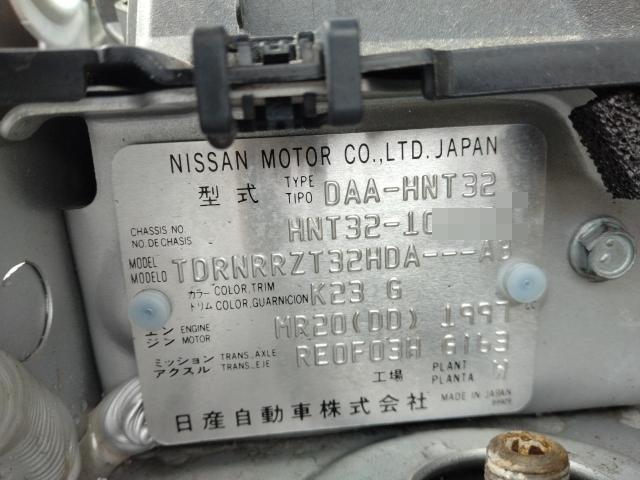 NISSAN MOTOR CO.,LTD. JAPAN
型式 TYPE TIPO DAA-HNT32
CHASSIS NO. NO. DE CHASIS HNT32-10
MODEL MODELO TDRNRRZT32HDA---A9
カラー トリム COLOR, TRIM COLOR, GUARNICION K23 G
エンジン ENGINE MOTOR MR20(DD) 1997 cc
ミッション アクスル TRANS., AXLE TRANS., EJE RE0F03H G163
工場 PLANT PLANTA
MADE IN JAPAN
日産自動車株式会社